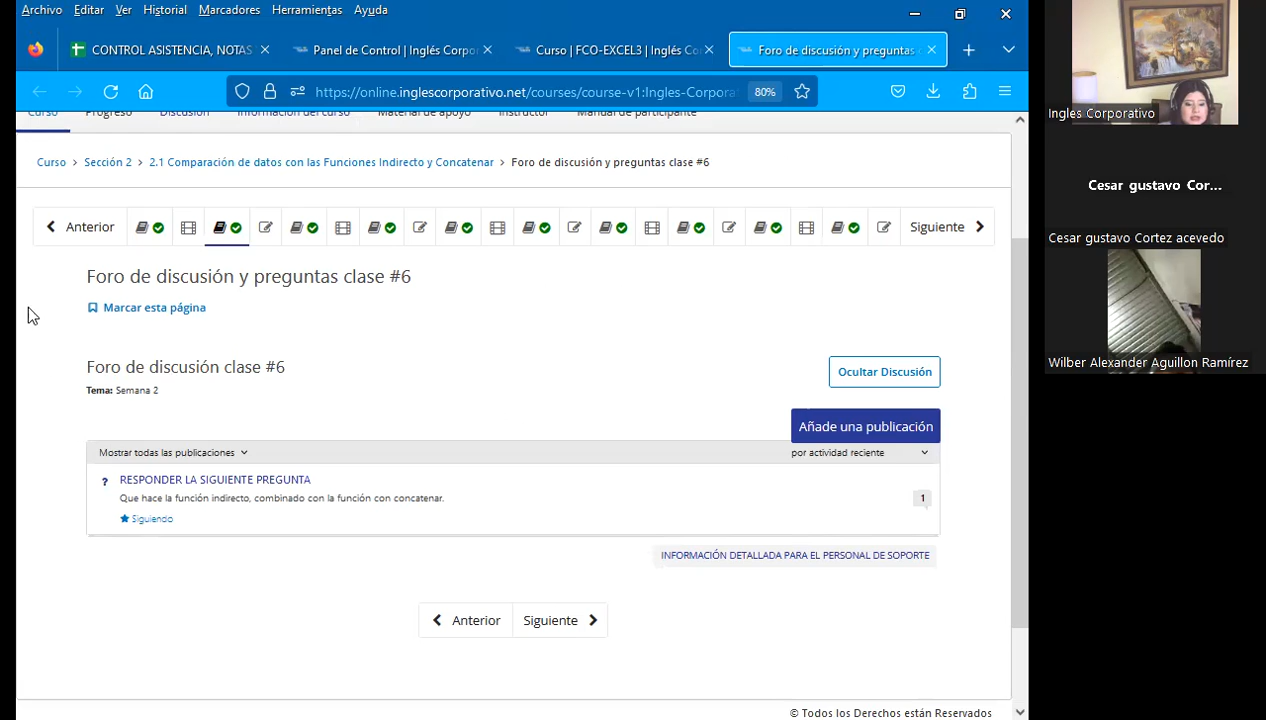 Archivo Editar Ver Historial Marcadores Herramientas Ayuda
CONTROL ASISTENCIA, NOTAS
Panel de Control | Inglés Corpor
Curso | FCO-EXCEL3 | Inglés Co
Foro de discusión y preguntas
https://online.inglescorporativo.net/courses/course-v1:Ingles-Corpora
80%
Curso Progreso Discusión Información del curso Material de apoyo Instructor Manual de participante
Curso > Sección 2 > 2.1 Comparación de datos con las Funciones Indirecto y Concatenar > Foro de discusión y preguntas clase #6
Anterior
Siguiente
Foro de discusión y preguntas clase #6
Marcar esta página
Foro de discusión clase #6
Ocultar Discusión
Tema: Semana 2
Añade una publicación
Mostrar todas las publicaciones
por actividad reciente
? RESPONDER LA SIGUIENTE PREGUNTA
Que hace la función indirecto, combinado con la función con concatenar.
1
Siguiendo
INFORMACIÓN DETALLADA PARA EL PERSONAL DE SOPORTE
Anterior Siguiente
© Todos los Derechos están Reservados
Ingles Corporativo
Cesar gustavo Cor...
Cesar gustavo Cortez acevedo
Wilber Alexander Aguillon Ramírez